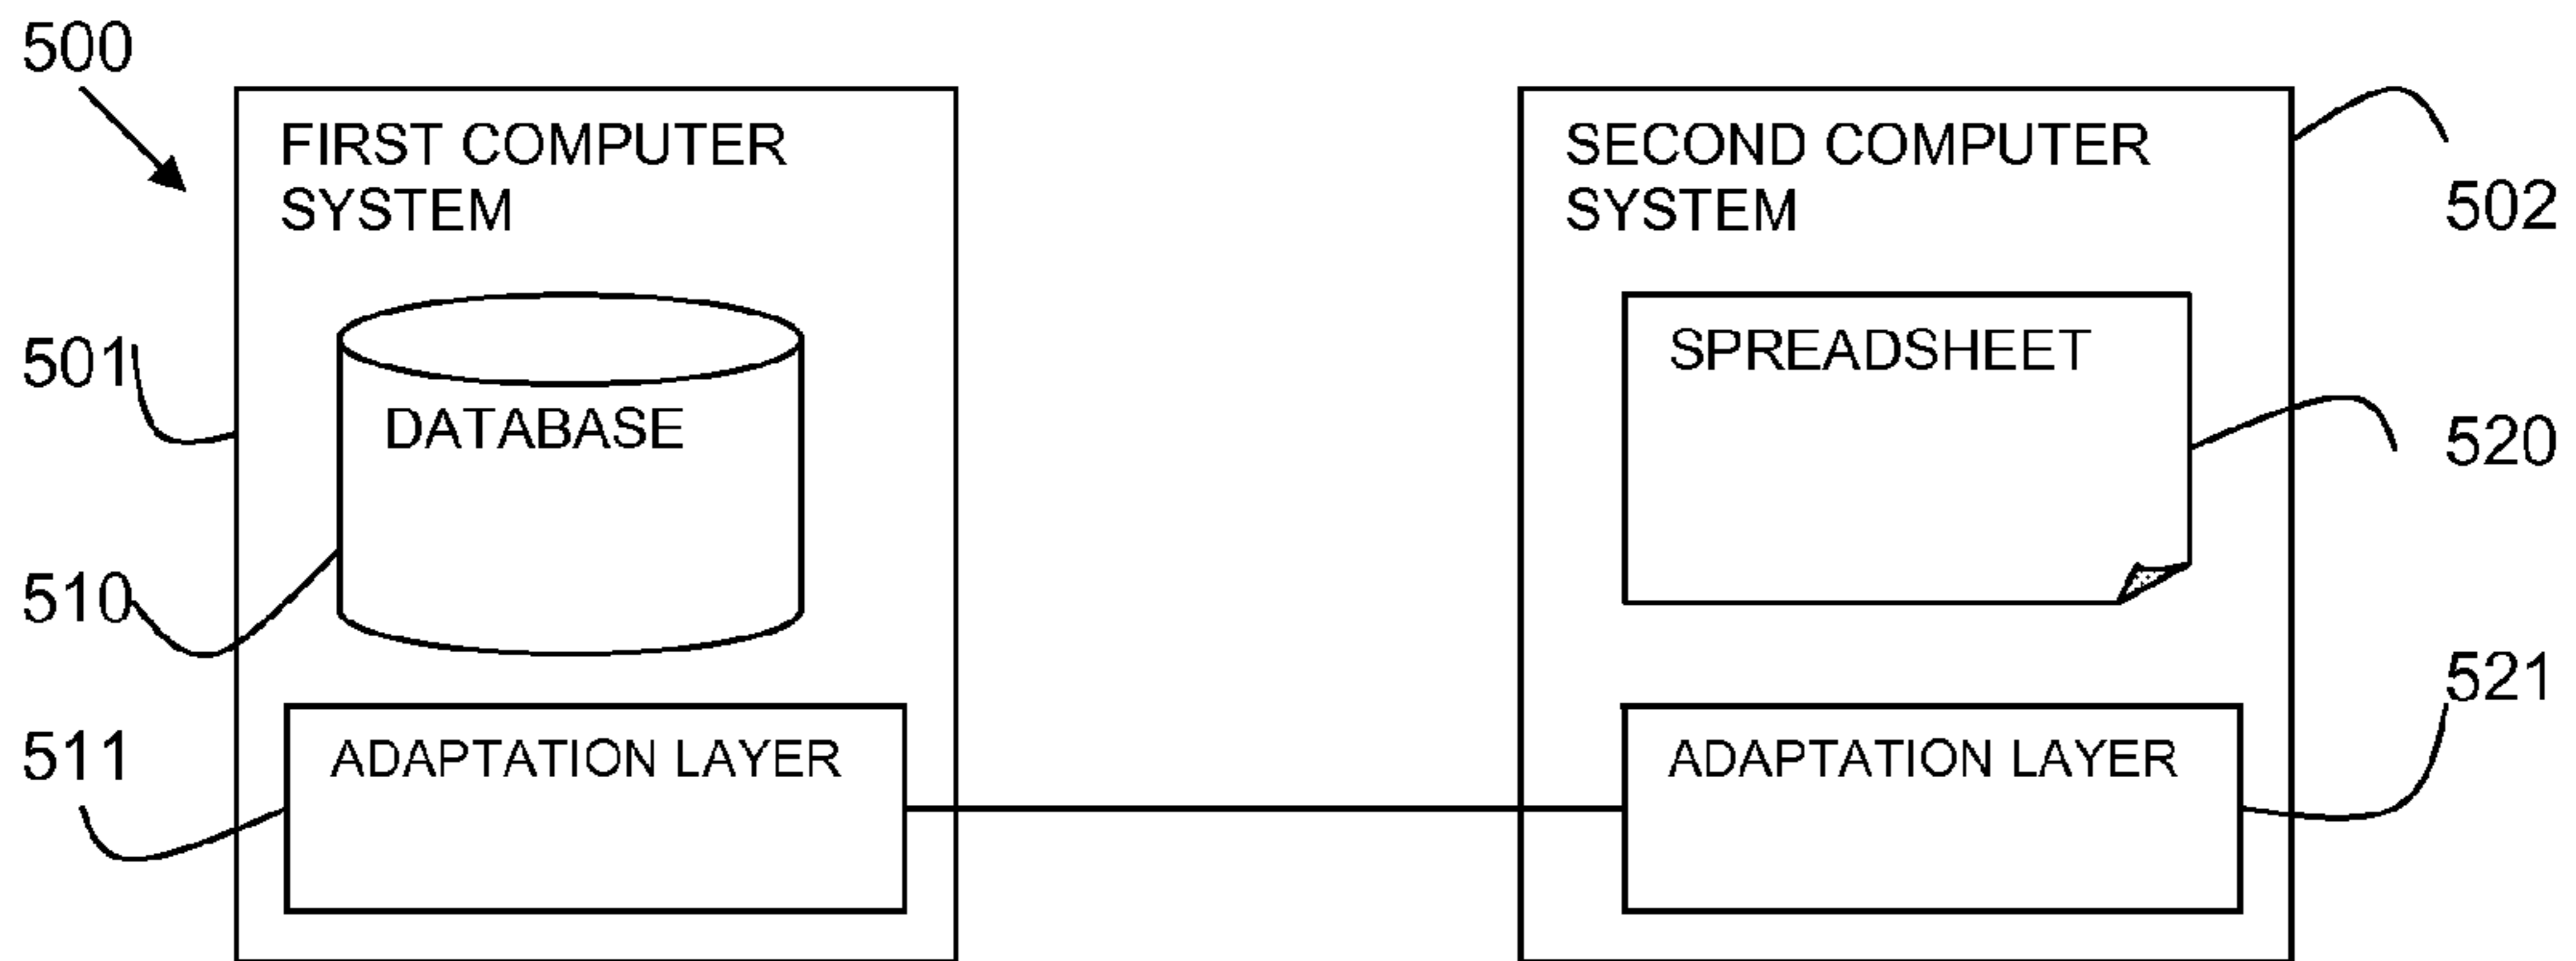 500
FIRST COMPUTER
SYSTEM
501
DATABASE
510
511
ADAPTATION LAYER
SECOND COMPUTER
SYSTEM
502
SPREADSHEET
520
521
ADAPTATION LAYER